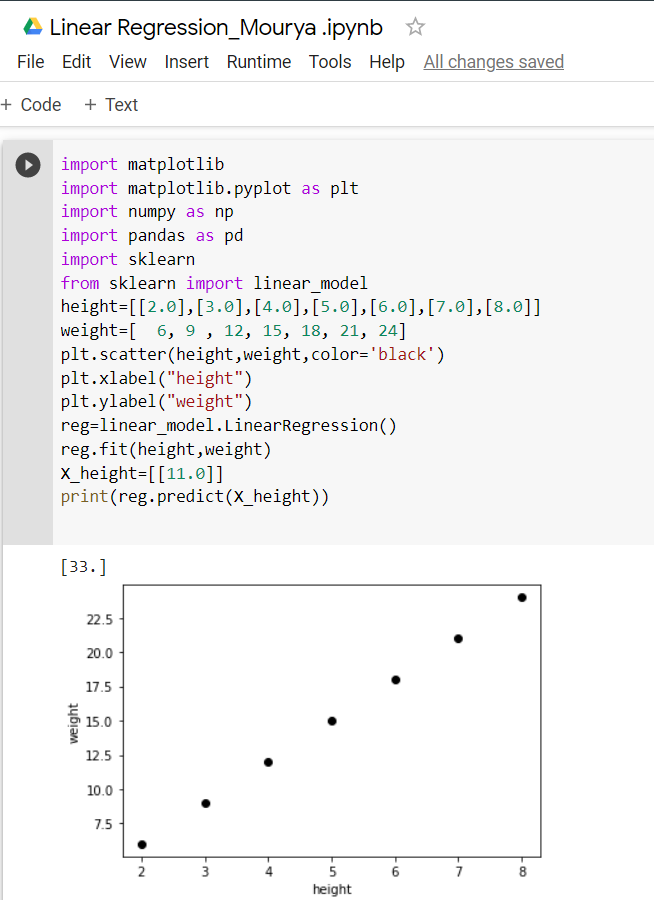 Linear Regression_Mourya .ipynb
File Edit View Insert Runtime Tools Help All changes saved
+ Code + Text
import matplotlib
import matplotlib.pyplot as plt
import numpy as np
import pandas as pd
import sklearn
from sklearn import linear_model
height=[[2.0],[3.0],[4.0],[5.0],[6.0],[7.0],[8.0]]
weight=[  6, 9 , 12, 15, 18, 21, 24]
plt.scatter(height,weight,color='black')
plt.xlabel("height")
plt.ylabel("weight")
reg=linear_model.LinearRegression()
reg.fit(height,weight)
X_height=[[11.0]]
print(reg.predict(X_height))
[33.]
22.5
20.0
17.5
15.0
12.5
10.0
7.5
weight
2 3 4 5 6 7 8
height